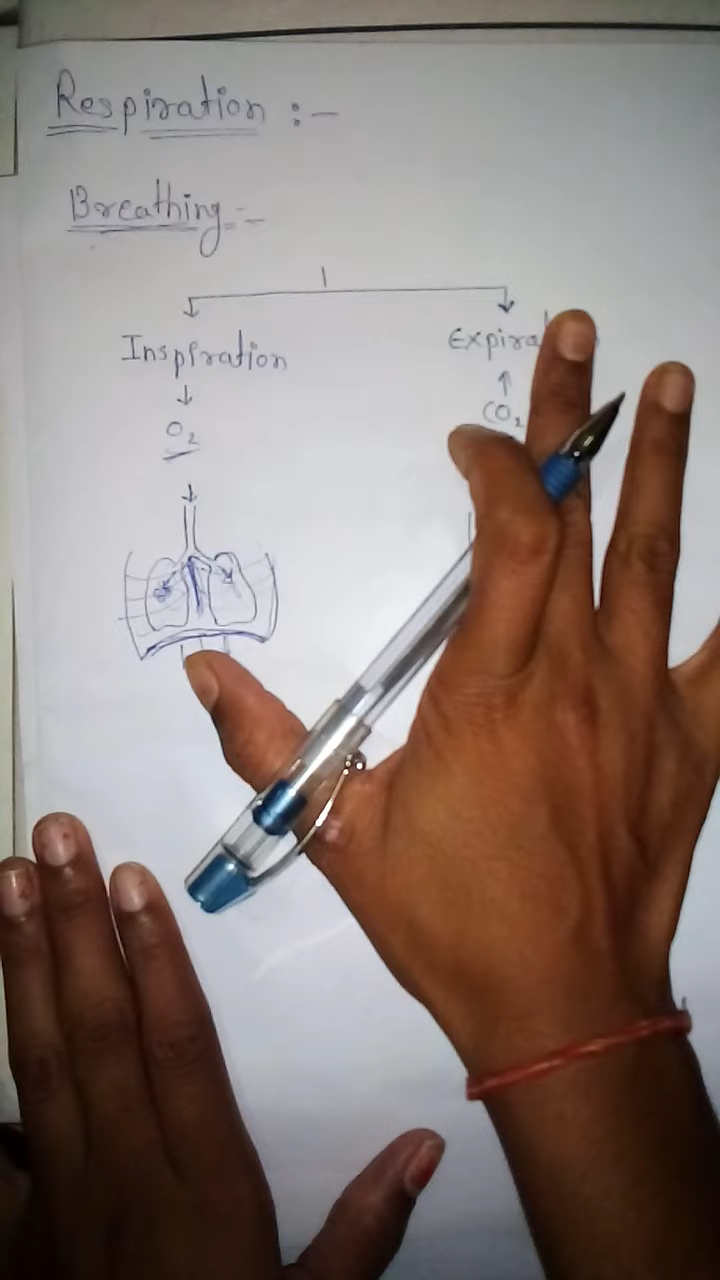 Respiration :-
Breathing :-
Inspiration
O2
CO2